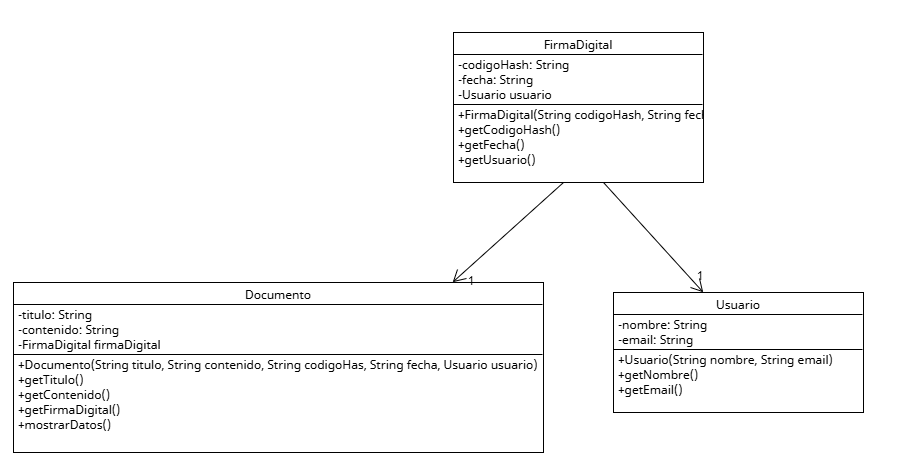 FirmaDigital
-codigoHash: String
-fecha: String
-Usuario usuario
+FirmaDigital(String codigoHash, String fecl
+getCodigoHash()
+getFecha()
+getUsuario()
1
1
Documento
-titulo: String
-contenido: String
-FirmaDigital firmaDigital
+Documento(String titulo, String contenido, String codigoHas, String fecha, Usuario usuario)
+getTitulo()
+getContenido()
+getFirmaDigital()
+mostrarDatos()
Usuario
-nombre: String
-email: String
+Usuario(String nombre, String email)
+getNombre()
+getEmail()